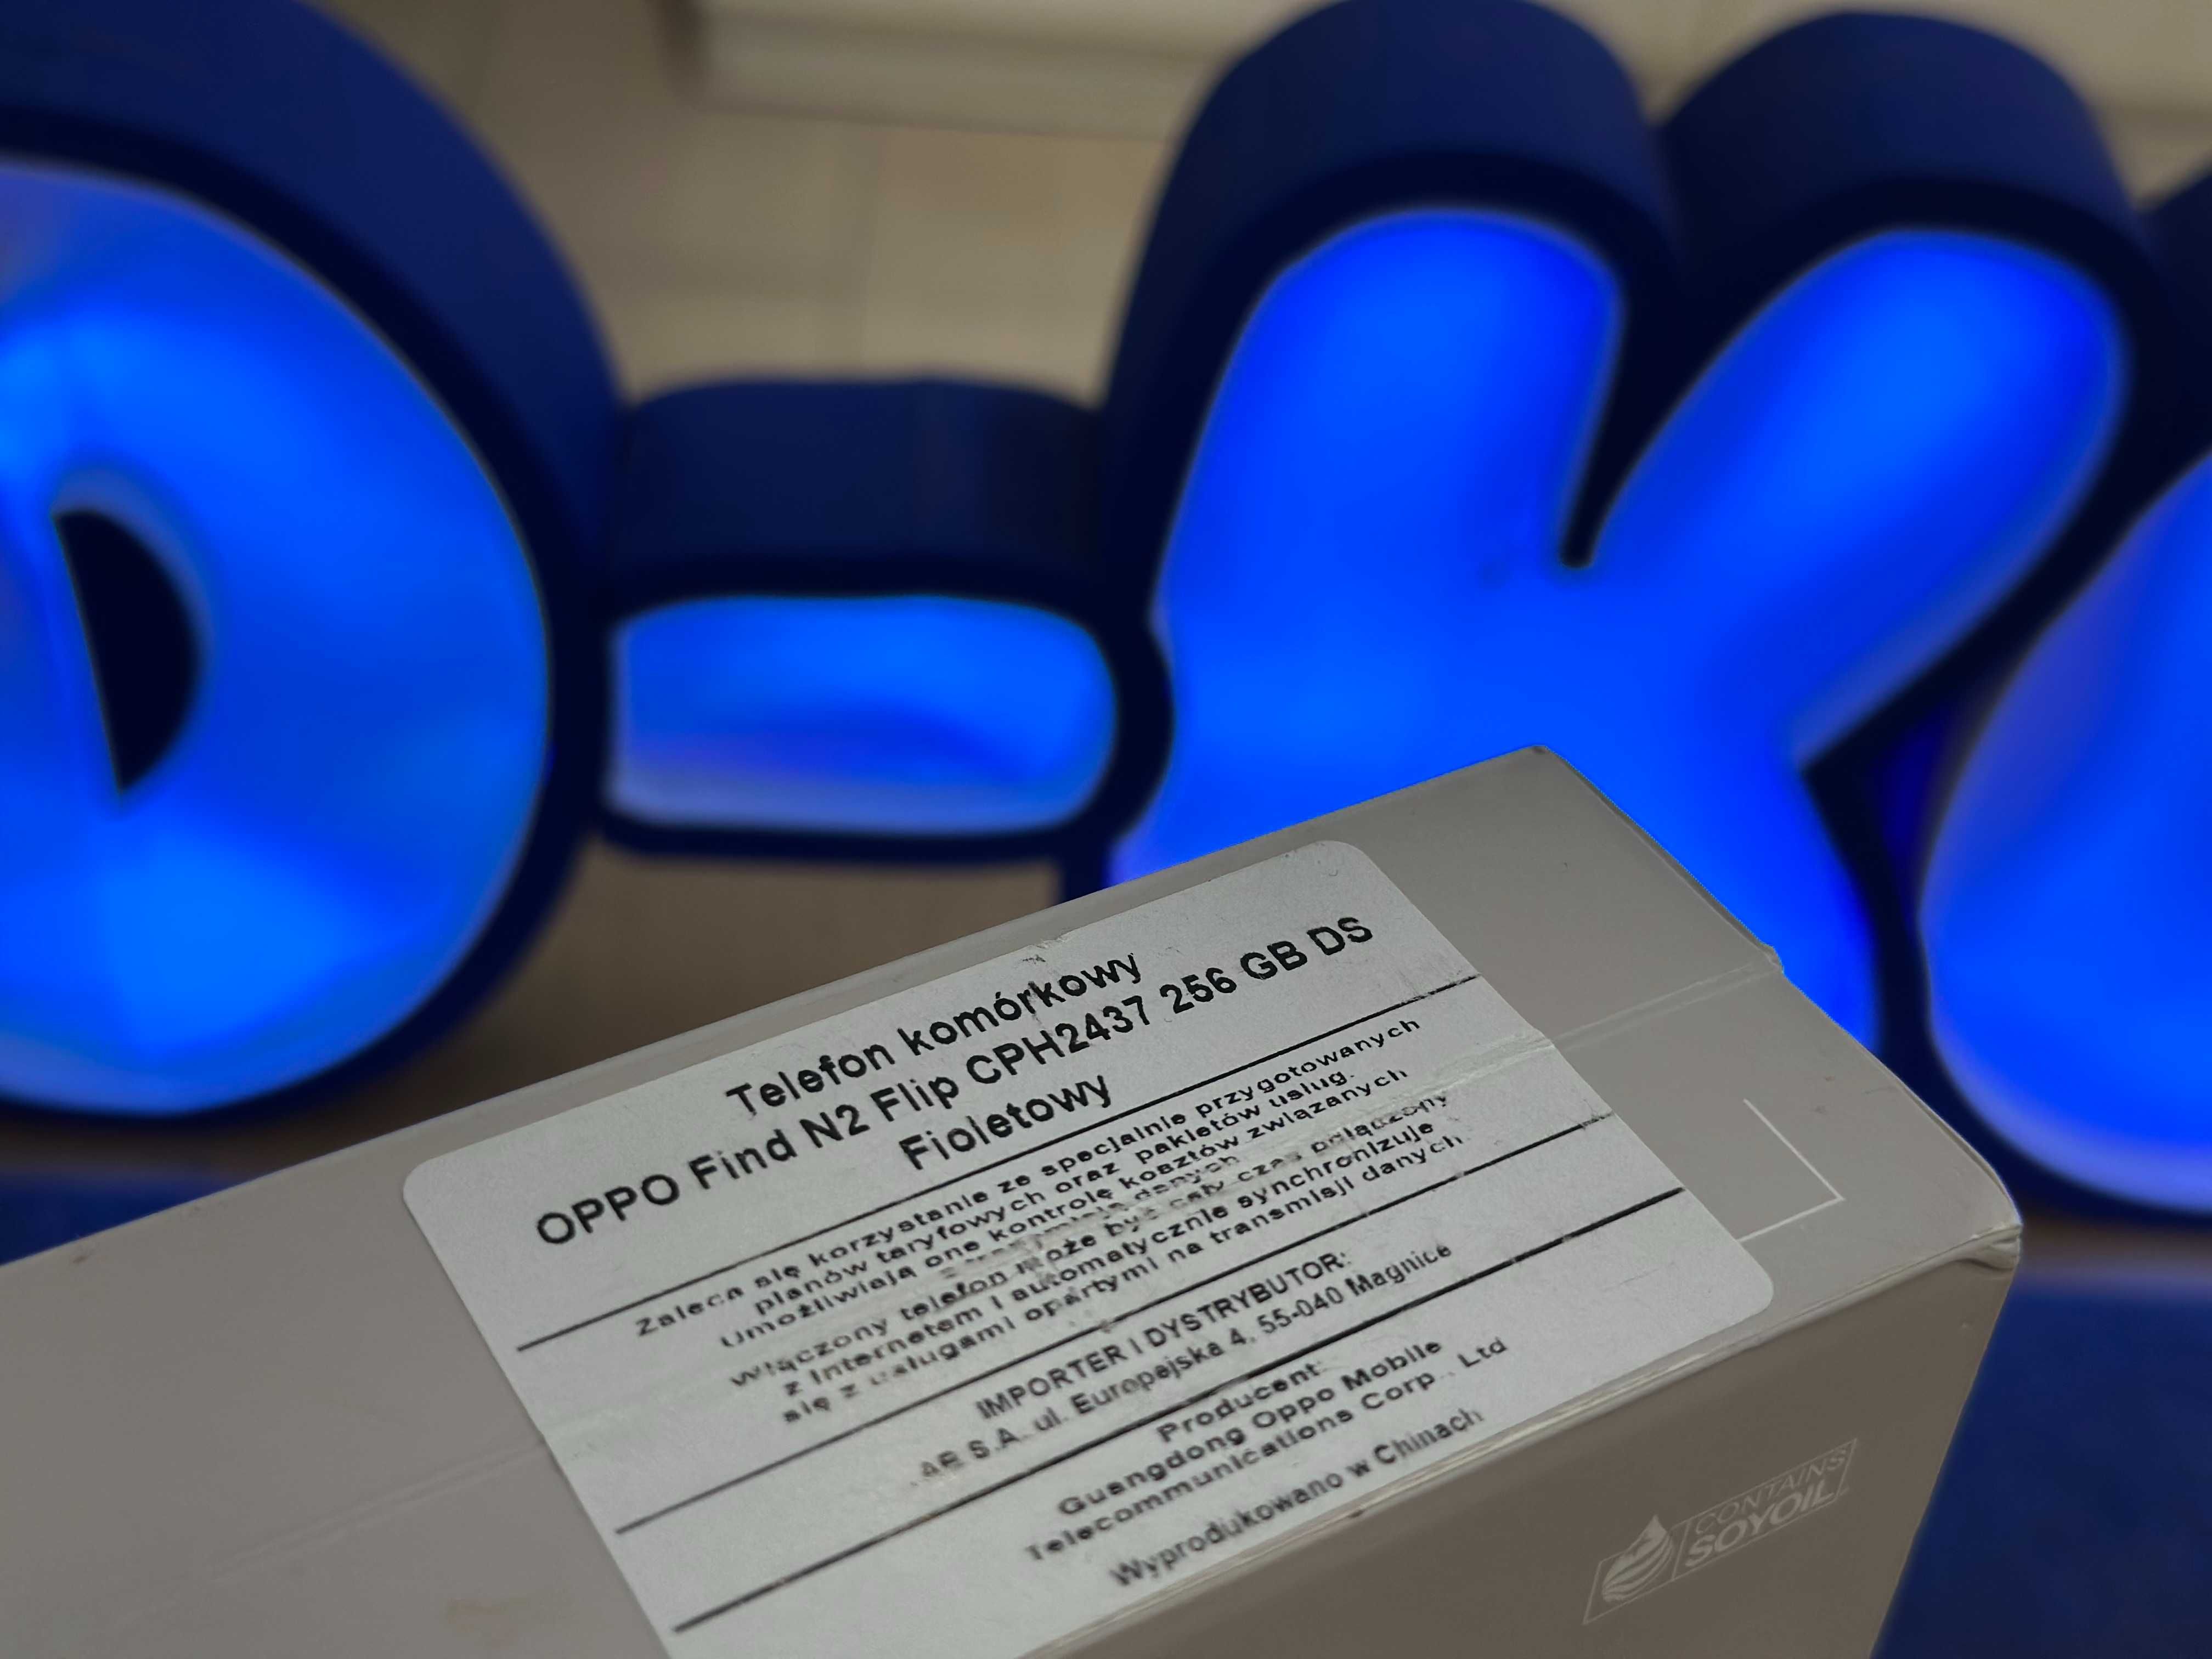 D-K
Telefon komórkowy
OPPO Find N2 Flip CPH2437 256 GB DS
Fioletowy
Zaleca się korzystanie ze specjalnie przygotowanych
planów taryfowych oraz pakietów usług.
Umożliwiają one kontrolę kosztów związanych
z transmisją danych.
Włączony telefon może być cały czas połączony
z Internetem i automatycznie synchronizuje
się z usługami opartymi na transmisji danych.
IMPORTER I DYSTRYBUTOR:
AB S.A. ul. Europejska 4, 55-040 Magnice
Producent:
Guangdong Oppo Mobile
Telecommunications Corp., Ltd
Wyprodukowano w Chinach
CONTAINS
SOYOIL